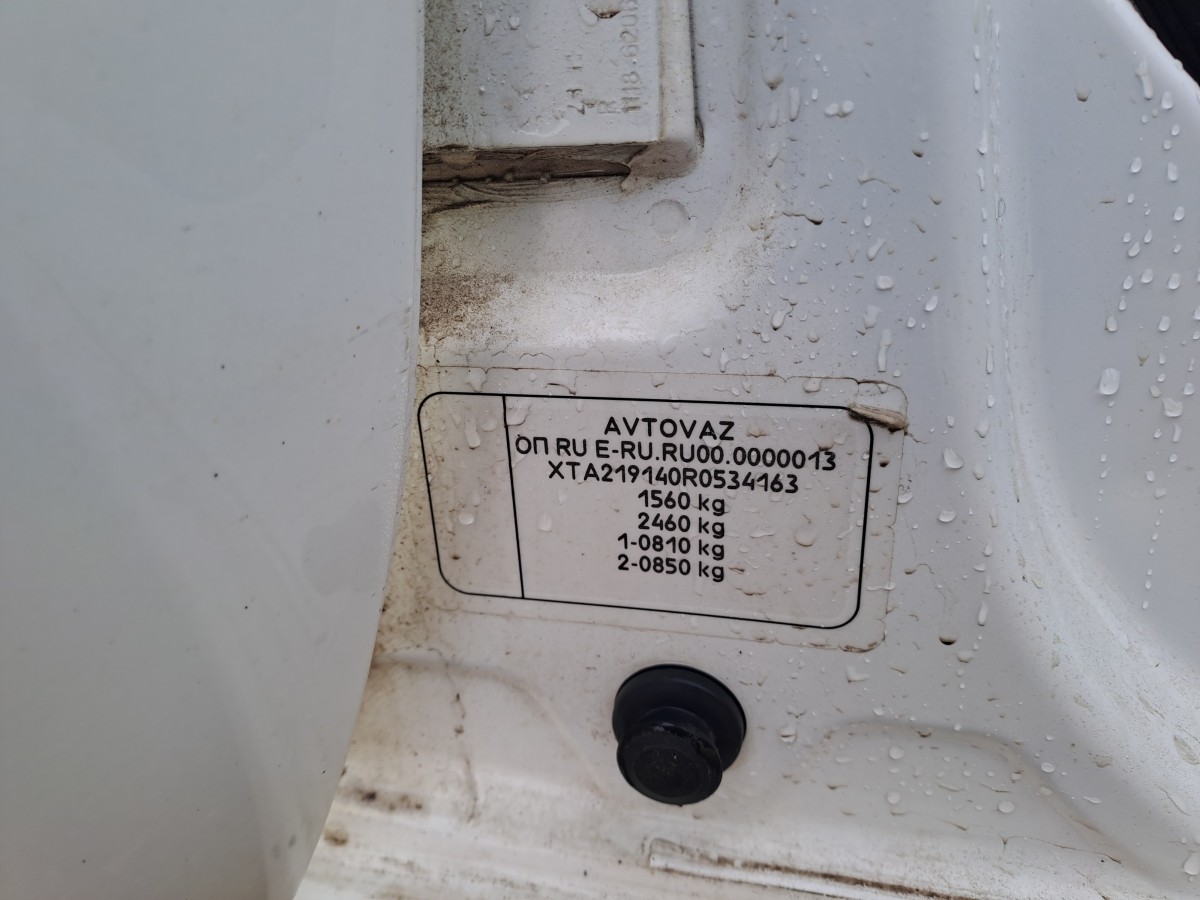 AVTOVAZ
ОП RU E-RU.RU00.0000013
XTA219140R0534163
1560 kg
2460 kg
1-0810 kg
2-0850 kg